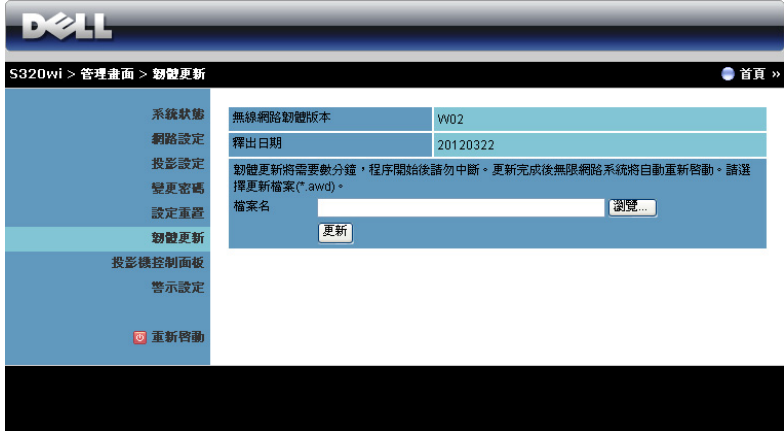 DELL
S320wi > 管理畫面 > 韌體更新
首頁 »
系統狀態
網路設定
投影設定
變更密碼
設定重置
韌體更新
投影機控制面板
警示設定
重新啓動
無線網路韌體版本 W02
釋出日期 20120322
韌體更新將需要數分鐘，程序開始後請勿中斷。更新完成後無限網路系統將自動重新啓動。請選
擇更新檔案(*.awd)。
檔案名 瀏覽...
更新